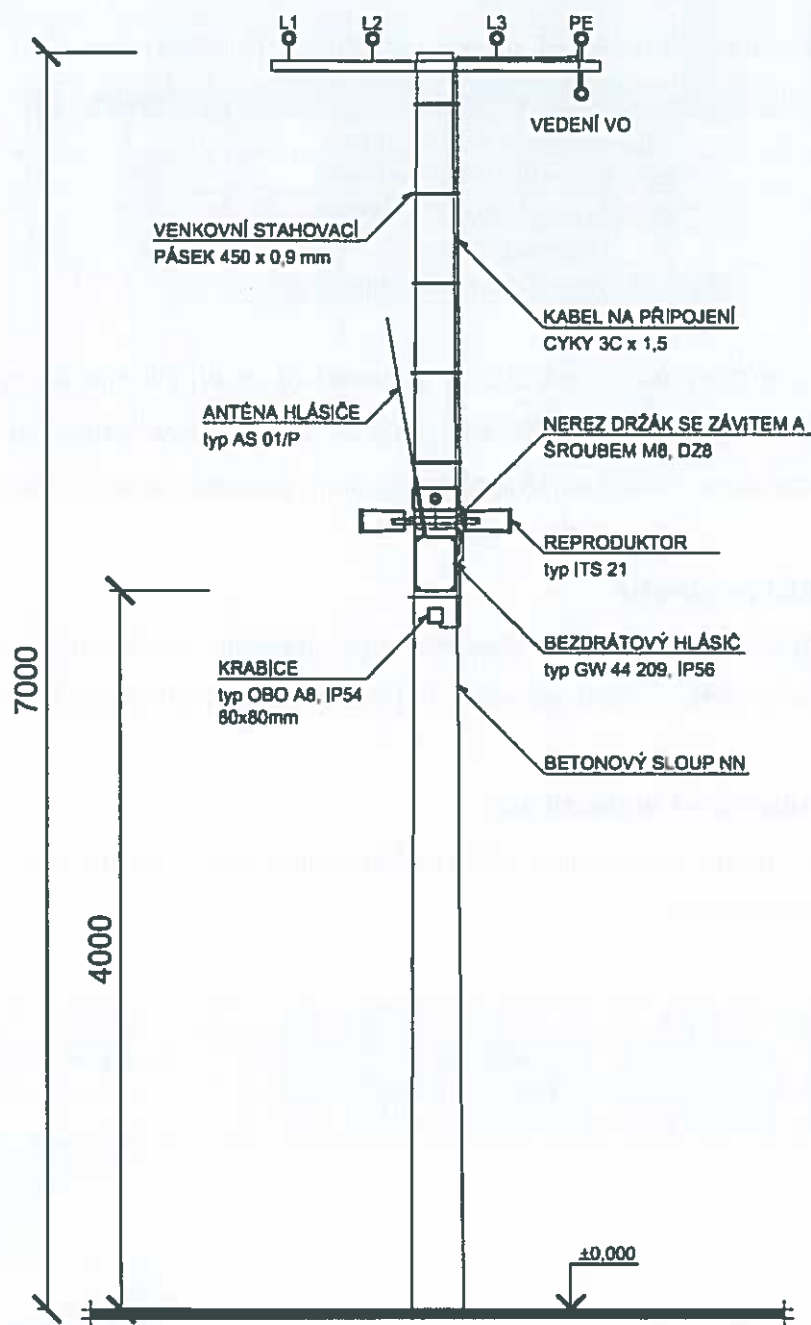 L1 L2 L3 PE
VEDENÍ VO
VENKOVNÍ STAHOVACÍ
PÁSEK 450 x 0,9 mm
KABEL NA PŘIPOJENÍ
CYKY 3C x 1,5
ANTÉNA HLÁSIČE
typ AS 01/P
NEREZ DRŽÁK SE ZÁVITEM A
ŠROUBEM M8, DZ8
REPRODUKTOR
typ ITS 21
BEZDRÁTOVÝ HLÁSIČ
typ GW 44 209, IP56
KRABICE
typ OBO A8, IP54
80x80mm
BETONOVÝ SLOUP NN
7000
4000
±0,000